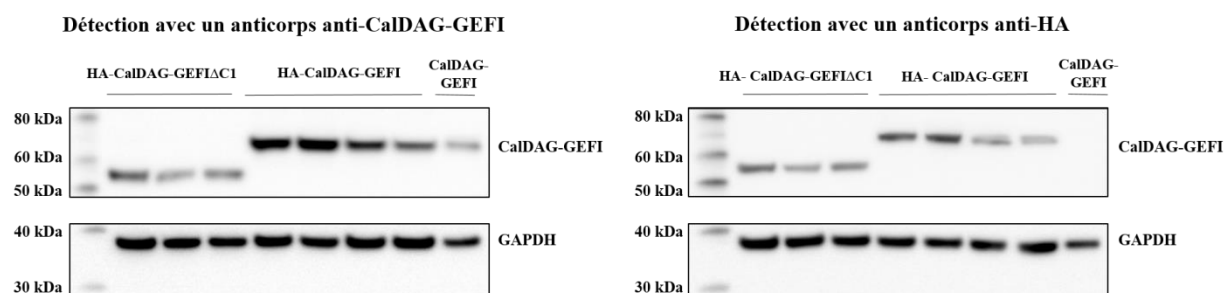 Détection avec un anticorps anti-CalDAG-GEFI
HA-CalDAG-GEFIΔC1
HA-CalDAG-GEFI
CalDAG-
GEFI
80 kDa
60 kDa
50 kDa
CalDAG-GEFI
40 kDa
30 kDa
GAPDH
Détection avec un anticorps anti-HA
HA- CalDAG-GEFIΔC1
HA- CalDAG-GEFI
CalDAG-
GEFI
80 kDa
60 kDa
50 kDa
CalDAG-GEFI
40 kDa
30 kDa
GAPDH